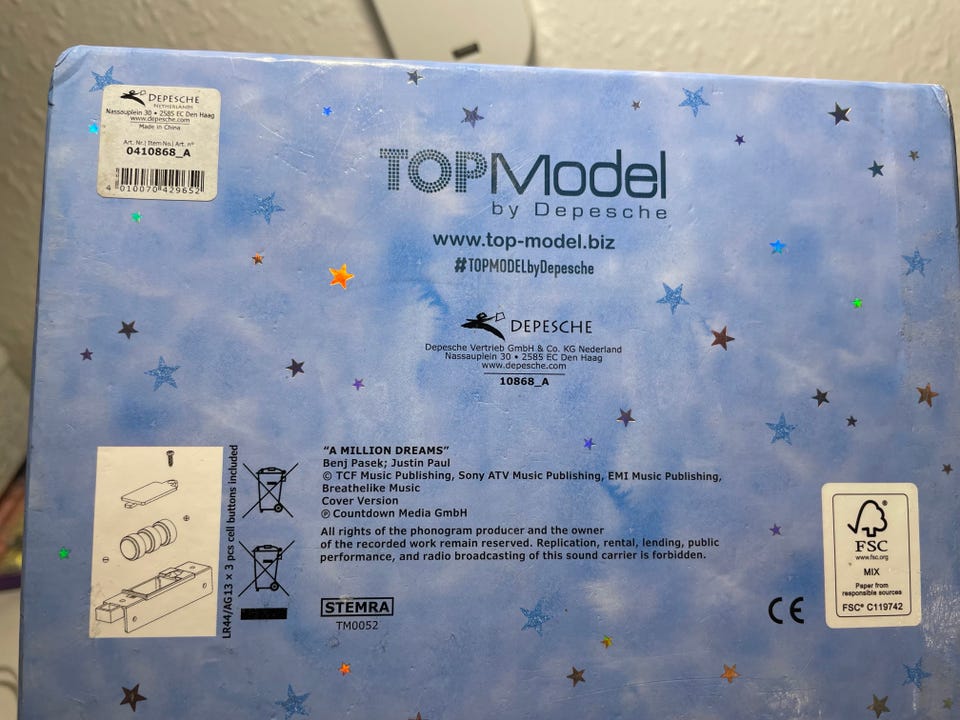 DEPESCHE
NETHERLANDS
Nassauplein 30 • 2585 EC Den Haag
www.depesche.com
Made in China
Art. Nr.| Item-No.| Art. n°
0410868_A
4 010070 429652
TOPModel
by Depesche
www.top-model.biz
#TOPMODELbyDepesche
DEPESCHE
Depesche Vertrieb GmbH & Co. KG Nederland
Nassauplein 30 • 2585 EC Den Haag
www.depesche.com
10868_A
LR44/AG13 x 3 pcs cell buttons included
"A MILLION DREAMS"
Benj Pasek; Justin Paul
© TCF Music Publishing, Sony ATV Music Publishing, EMI Music Publishing,
Breathelike Music
Cover Version
℗ Countdown Media GmbH
All rights of the phonogram producer and the owner
of the recorded work remain reserved. Replication, rental, lending, public
performance, and radio broadcasting of this sound carrier is forbidden.
STEMRA
TM0052
CE
FSC
www.fsc.org
MIX
Paper from
responsible sources
FSC® C119742